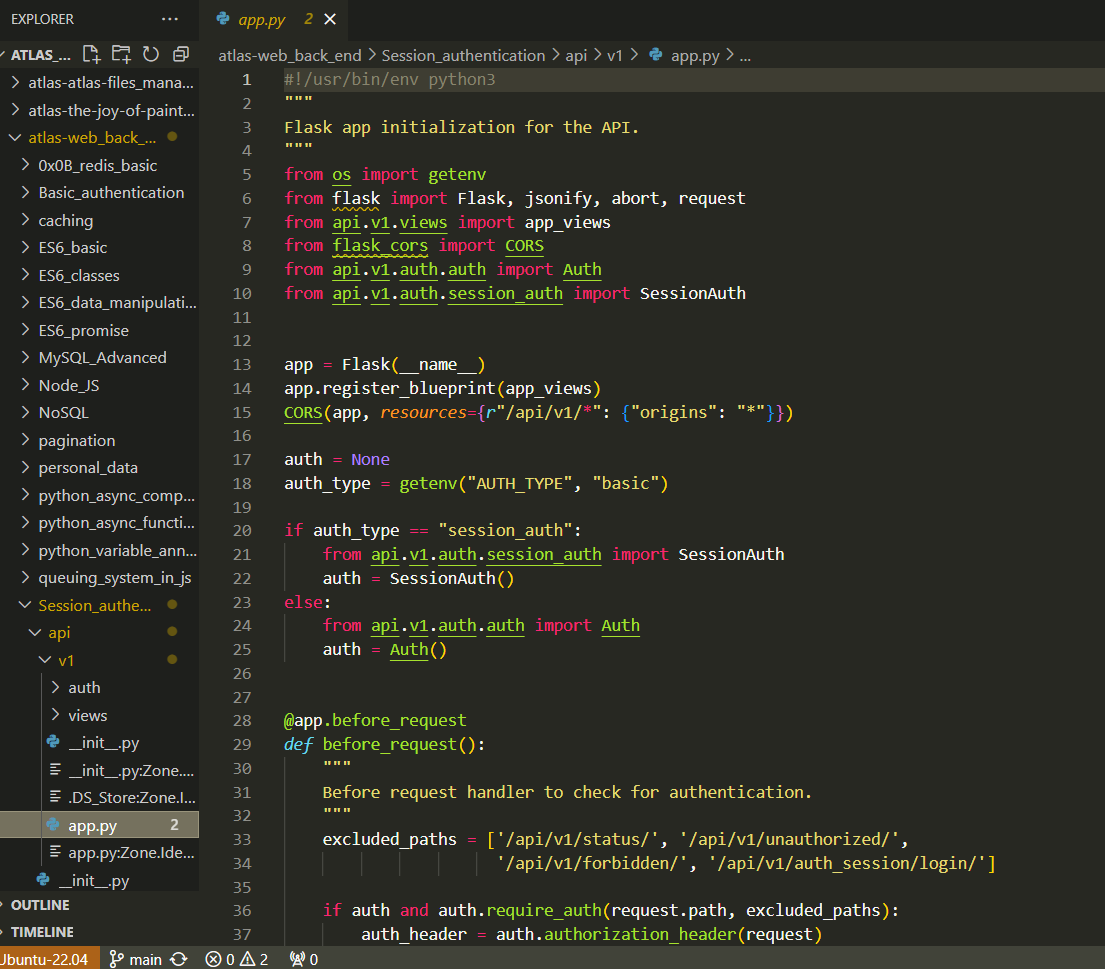 EXPLORER
ATLAS_...
atlas-atlas-files_mana...
atlas-the-joy-of-paint...
atlas-web_back_...
0x0B_redis_basic
Basic_authentication
caching
ES6_basic
ES6_classes
ES6_data_manipulati...
ES6_promise
MySQL_Advanced
Node_JS
NoSQL
pagination
personal_data
python_async_comp...
python_async_functi...
python_variable_ann...
queuing_system_in_js
Session_authe...
api
v1
auth
views
__init__.py
__init__.py:Zone....
.DS_Store:Zone.I...
app.py 2
app.py:Zone.Ide...
__init__.py
OUTLINE
TIMELINE
app.py 2
atlas-web_back_end > Session_authentication > api > v1 > app.py > ...
1 #!/usr/bin/env python3
2 """
3 Flask app initialization for the API.
4 """
5 from os import getenv
6 from flask import Flask, jsonify, abort, request
7 from api.v1.views import app_views
8 from flask_cors import CORS
9 from api.v1.auth.auth import Auth
10 from api.v1.auth.session_auth import SessionAuth
11
12
13 app = Flask(__name__)
14 app.register_blueprint(app_views)
15 CORS(app, resources={r"/api/v1/*": {"origins": "*"}})
16
17 auth = None
18 auth_type = getenv("AUTH_TYPE", "basic")
19
20 if auth_type == "session_auth":
21     from api.v1.auth.session_auth import SessionAuth
22     auth = SessionAuth()
23 else:
24     from api.v1.auth.auth import Auth
25     auth = Auth()
26
27
28 @app.before_request
29 def before_request():
30     """
31     Before request handler to check for authentication.
32     """
33     excluded_paths = ['/api/v1/status/', '/api/v1/unauthorized/',
34                       '/api/v1/forbidden/', '/api/v1/auth_session/login/']
35
36     if auth and auth.require_auth(request.path, excluded_paths):
37         auth_header = auth.authorization_header(request)
Ubuntu-22.04 main 0 2 0